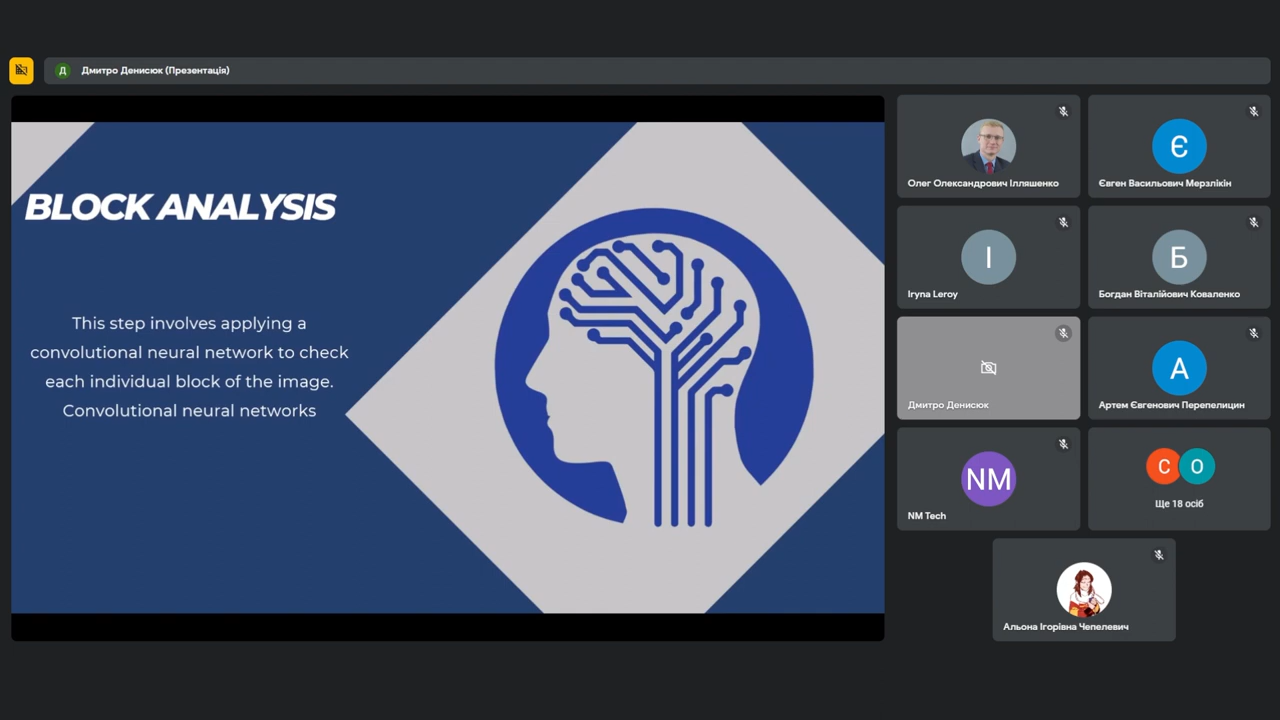 Д
Дмитро Денисюк (Презентація)
BLOCK ANALYSIS
This step involves applying a
convolutional neural network to check
each individual block of the image.
Convolutional neural networks
Олег Олександрович Ілляшенко
Є
Євген Васильович Мерзлікін
I
Iryna Leroy
Б
Богдан Віталійович Коваленко
Дмитро Денисюк
А
Артем Євгенович Перепелицин
NM
NM Tech
С
О
Ще 18 осіб
Альона Ігорівна Чепелевич